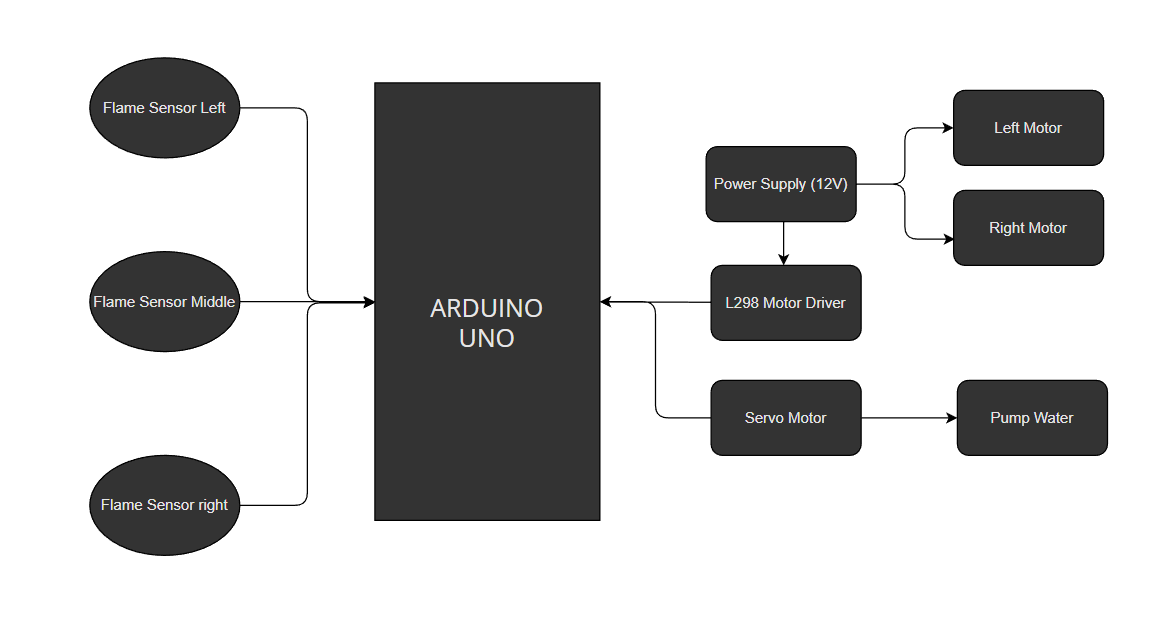 Flame Sensor Left
Flame Sensor Middle
Flame Sensor right
ARDUINO
UNO
Power Supply (12V)
Left Motor
Right Motor
L298 Motor Driver
Servo Motor
Pump Water